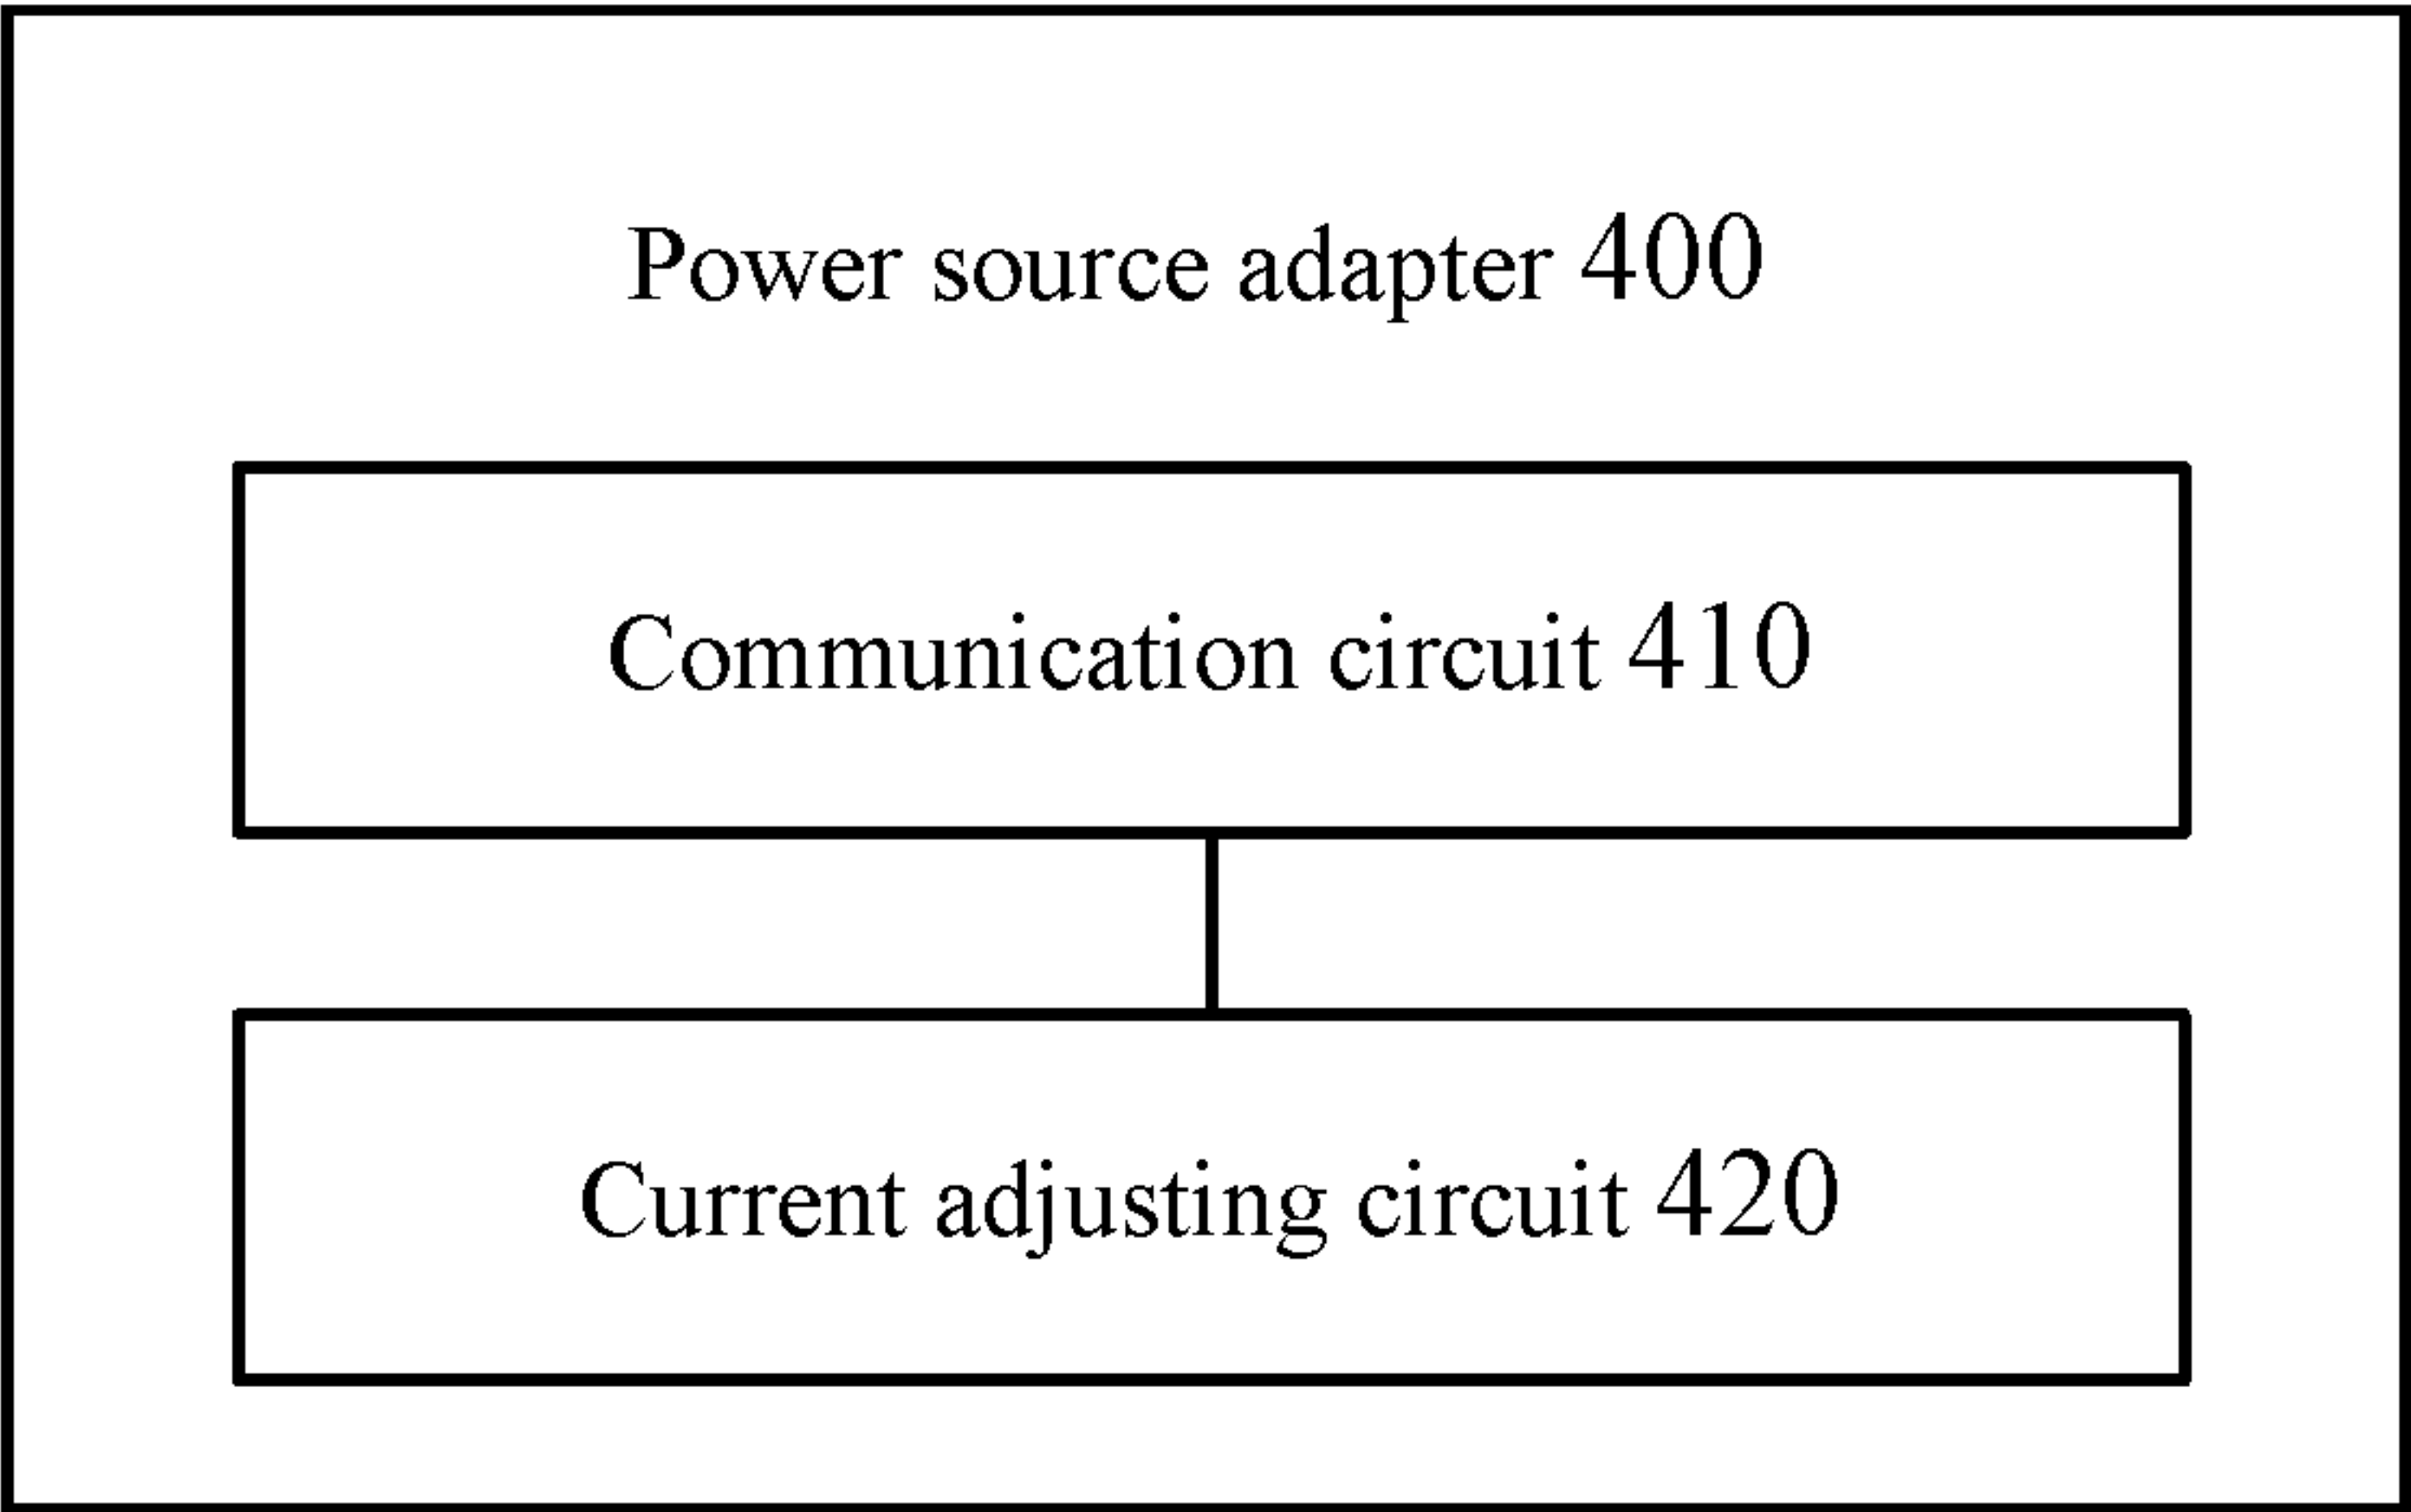 Power source adapter 400
Communication circuit 410
Current adjusting circuit 420